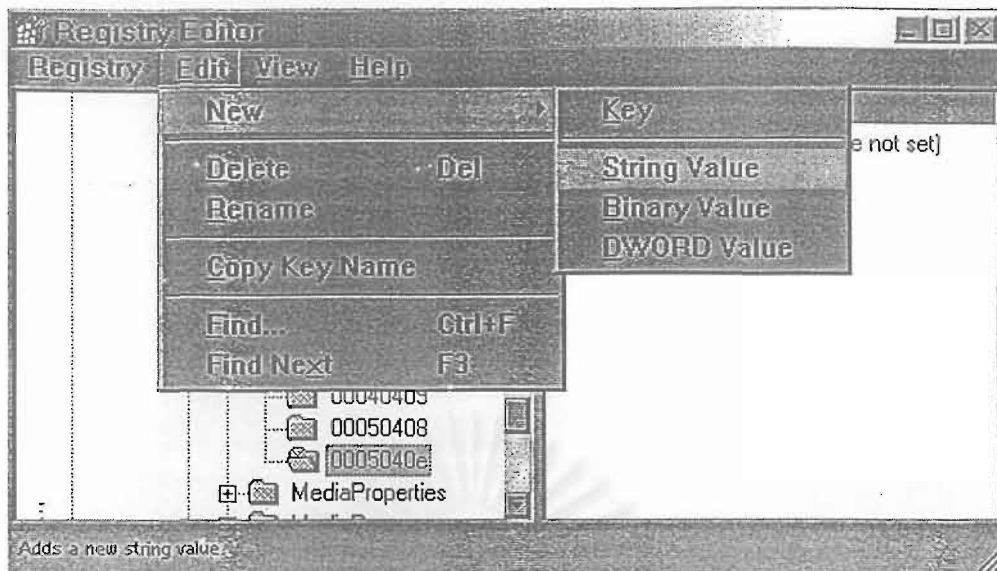 Registry Editor
Registry Edit View Help
New
Delete Del
Rename
Copy Key Name
Find... Ctrl+F
Find Next F3
Key
String Value
Binary Value
DWORD Value
e not set)
00040409
00050408
0005040e
MediaProperties
Adds a new string value.